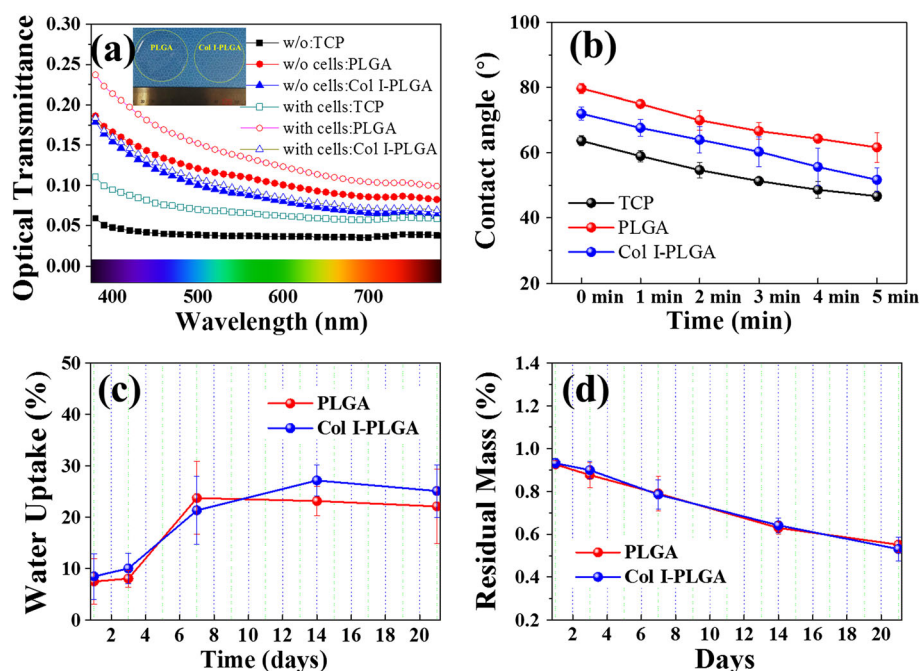 (a)
PLGA
Col I-PLGA
w/o:TCP
w/o cells:PLGA
w/o cells:Col I-PLGA
with cells:TCP
with cells:PLGA
with cells:Col I-PLGA
Optical Transmittance
0.30
0.25
0.20
0.15
0.10
0.05
0.00
400 500 600 700
Wavelength (nm)
(b)
Contact angle (°)
100
80
60
40
20
TCP
PLGA
Col I-PLGA
0 min 1 min 2 min 3 min 4 min 5 min
Time (min)
(c)
Water Uptake (%)
50
40
30
20
10
0
PLGA
Col I-PLGA
2 4 6 8 10 12 14 16 18 20
Time (days)
(d)
Residual Mass (%)
1.4
1.2
1.0
0.8
0.6
0.4
0.2
PLGA
Col I-PLGA
2 4 6 8 10 12 14 16 18 20
Days